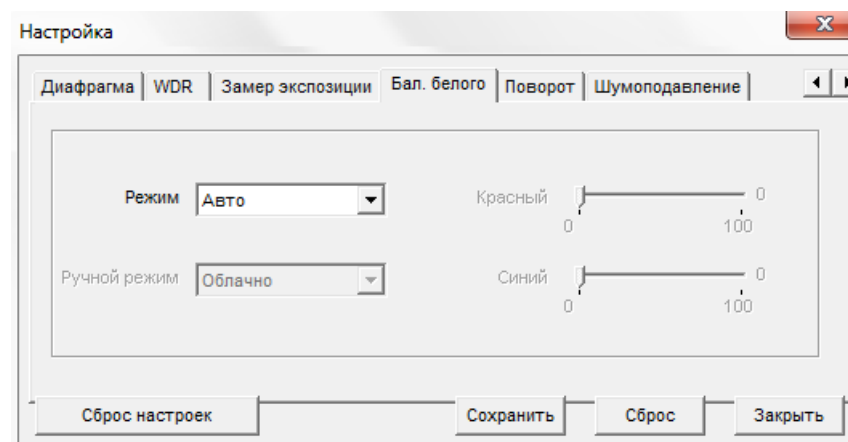 Настройка
Диафрагма WDR Замер экспозиции Бал. белого Поворот Шумоподавление
Режим Авто Красный 0
0 100
Ручной режим Облачно Синий 0
0 100
Сброс настроек Сохранить Сброс Закрыть